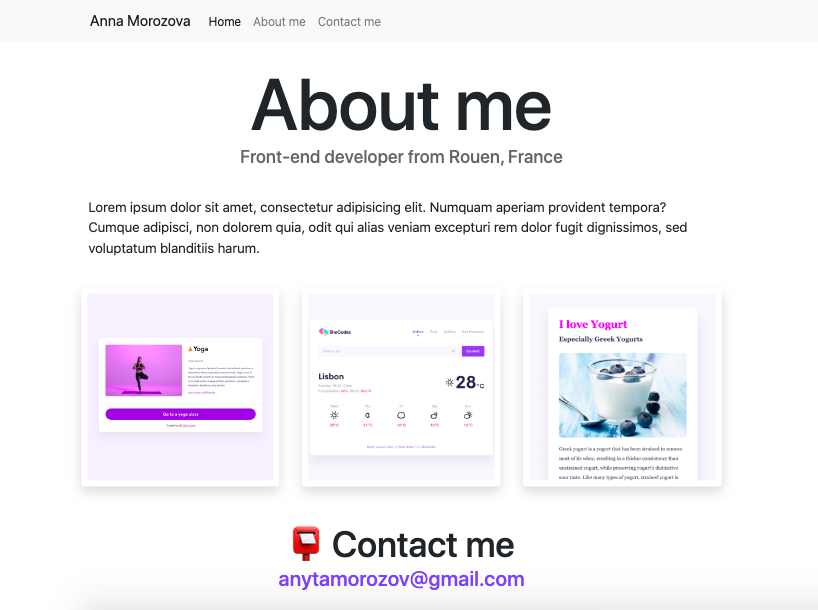 Anna Morozova Home About me Contact me
About me
Front-end developer from Rouen, France
Lorem ipsum dolor sit amet, consectetur adipisicing elit. Numquam aperiam provident tempora?
Cumque adipisci, non dolorem quia, odit qui alias veniam excepturi rem dolor fugit dignissimos, sed
voluptatum blanditiis harum.
Yoga
Go to a yoga class
SheCodes
Lisbon
28°C
I love Yogurt
Especially Greek Yogurts
Greek yogurt is a yogurt that has been strained to remove
most of its whey, resulting in a thicker consistency than
unstrained yogurt, while preserving yogurt's distinctive
sour taste. Like many types of yogurt, strained yogurt is
Contact me
anytamorozov@gmail.com